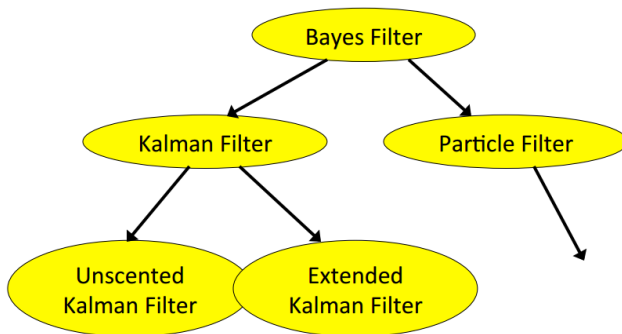 Bayes Filter
Kalman Filter
Particle Filter
Unscented
Kalman Filter
Extended
Kalman Filter